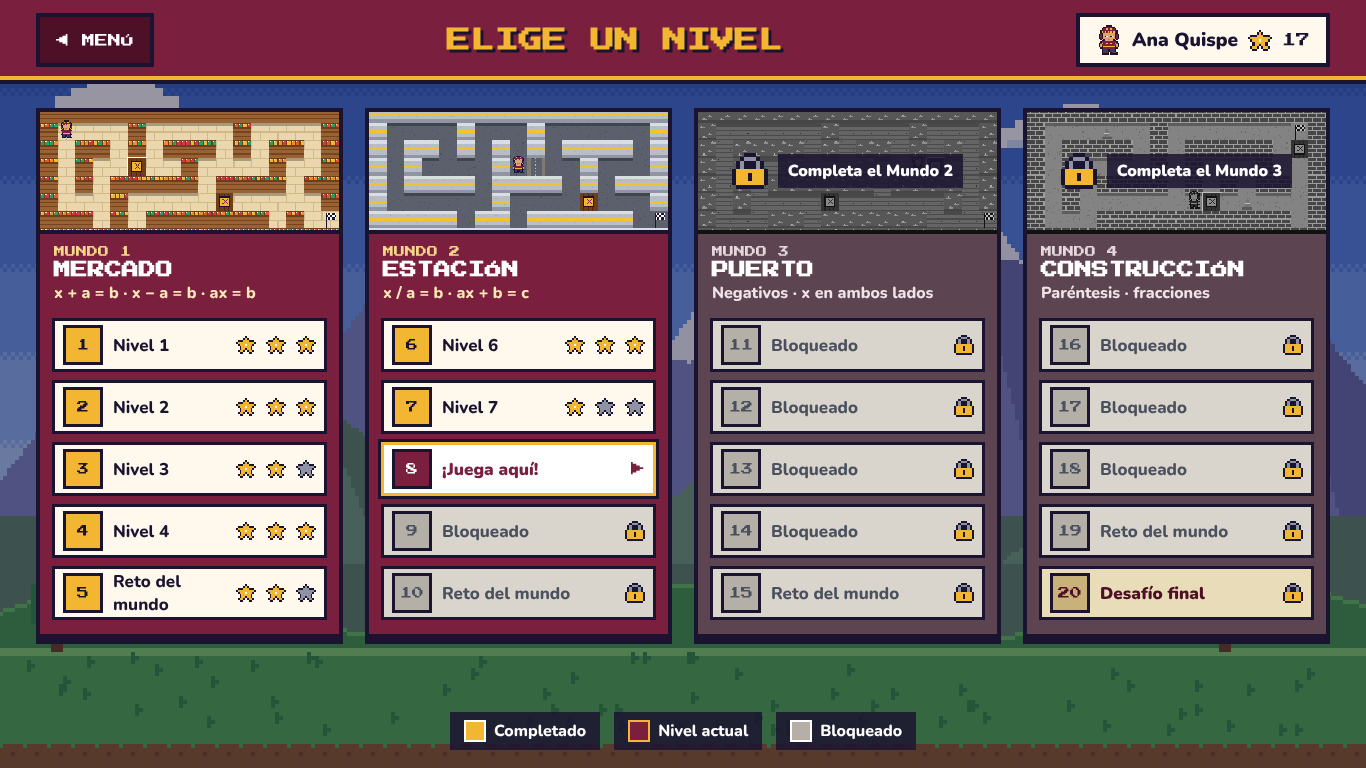 ◄ MENú
ELIGE UN NIVEL
Ana Quispe 17
MUNDO 1
MERCADO
x + a = b · x − a = b · ax = b
1 Nivel 1
2 Nivel 2
3 Nivel 3
4 Nivel 4
5 Reto del
mundo
MUNDO 2
ESTACIóN
x / a = b · ax + b = c
6 Nivel 6
7 Nivel 7
8 ¡Juega aquí!
9 Bloqueado
10 Reto del mundo
Completa el Mundo 2
MUNDO 3
PUERTO
Negativos · x en ambos lados
11 Bloqueado
12 Bloqueado
13 Bloqueado
14 Bloqueado
15 Reto del mundo
Completa el Mundo 3
MUNDO 4
CONSTRUCCIóN
Paréntesis · fracciones
16 Bloqueado
17 Bloqueado
18 Bloqueado
19 Reto del mundo
20 Desafío final
Completado
Nivel actual
Bloqueado